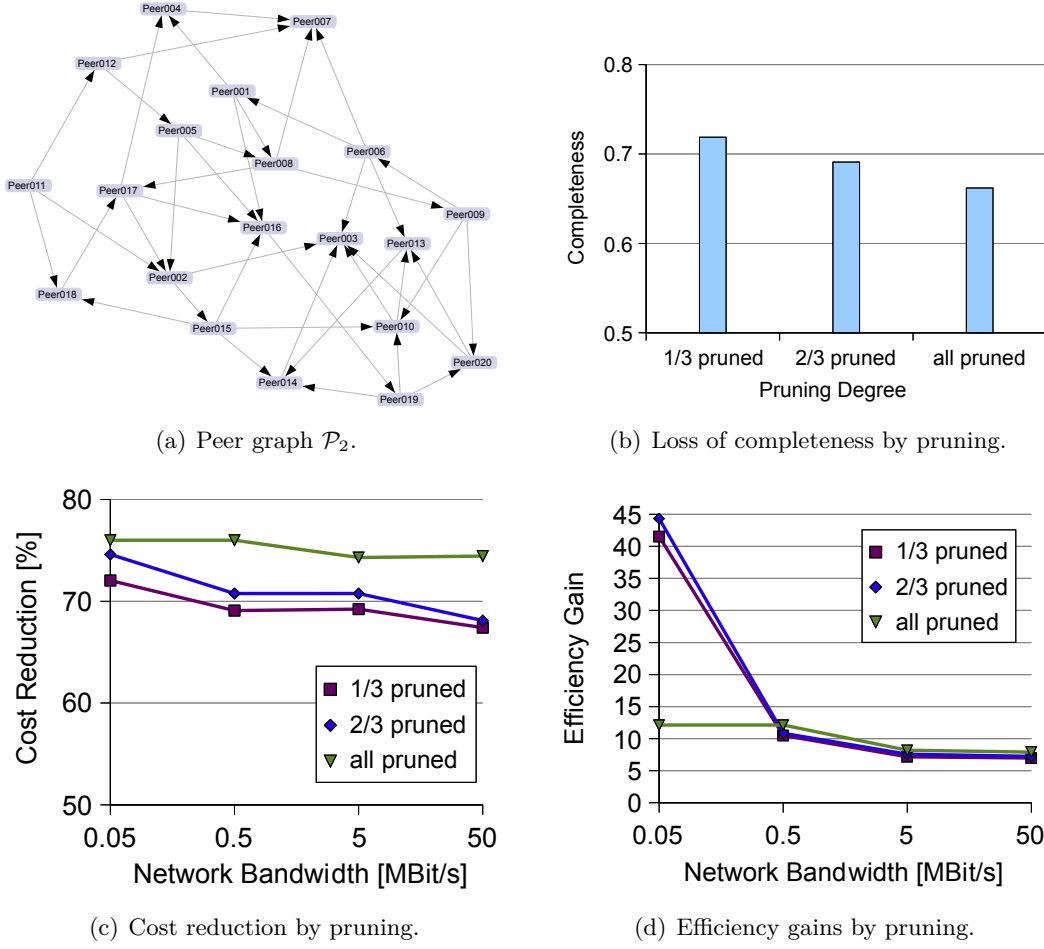 Peer004
Peer007
Peer012
Peer001
Peer005
Peer008
Peer006
Peer011
Peer017
Peer009
Peer016
Peer003
Peer013
Peer002
Peer018
Peer015
Peer010
Peer020
Peer014
Peer019
(a) Peer graph P₂.
0.8
0.7
0.6
0.5
Completeness
1/3 pruned 2/3 pruned all pruned
Pruning Degree
(b) Loss of completeness by pruning.
80
70
60
50
Cost Reduction [%]
1/3 pruned
2/3 pruned
all pruned
0.05 0.5 5 50
Network Bandwidth [MBit/s]
(c) Cost reduction by pruning.
45
40
35
30
25
20
15
10
5
0
Efficiency Gain
1/3 pruned
2/3 pruned
all pruned
0.05 0.5 5 50
Network Bandwidth [MBit/s]
(d) Efficiency gains by pruning.